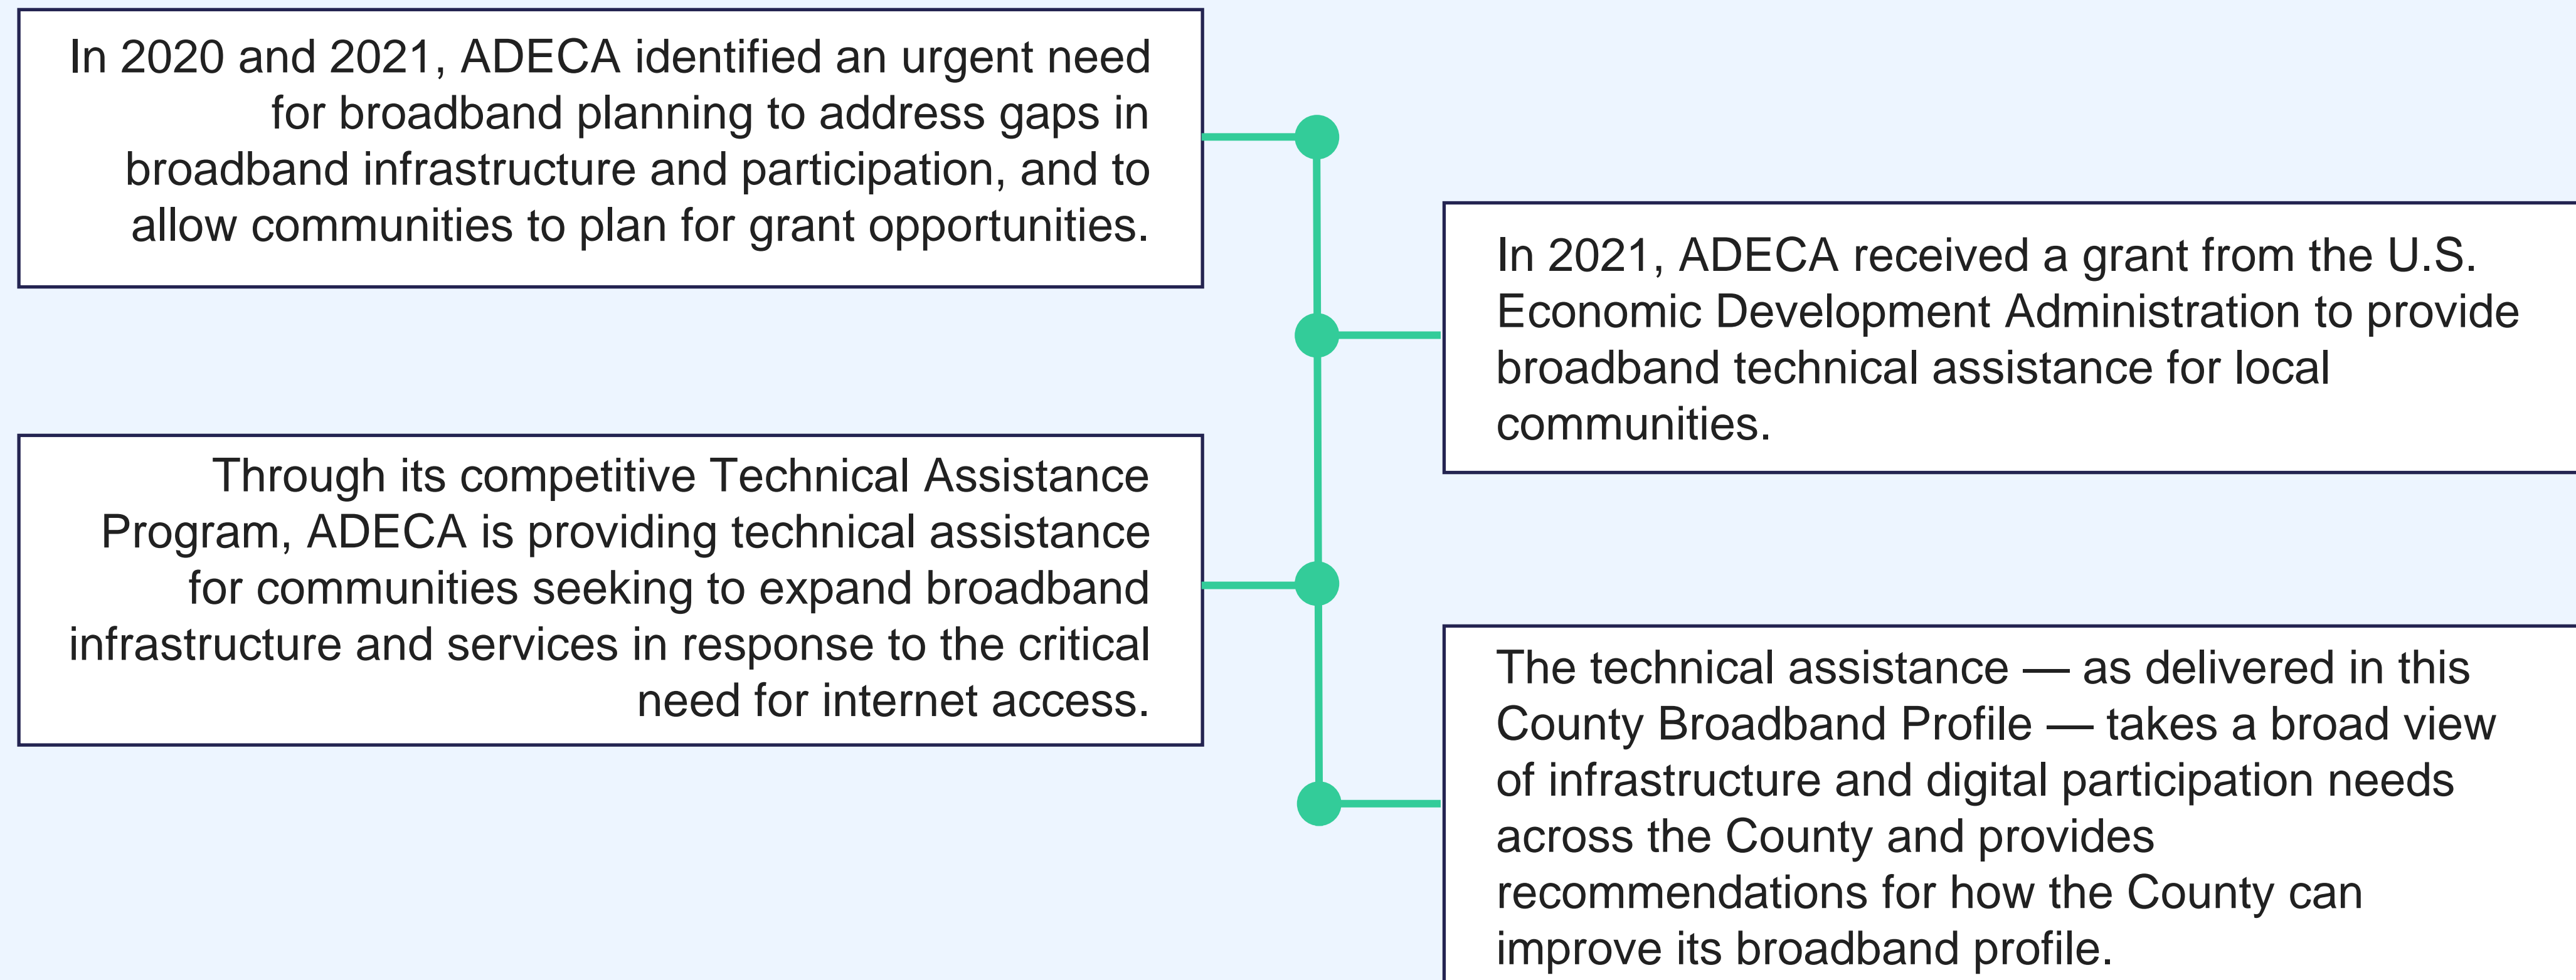 In 2020 and 2021, ADECA identified an urgent need
for broadband planning to address gaps in
broadband infrastructure and participation, and to
allow communities to plan for grant opportunities.
In 2021, ADECA received a grant from the U.S.
Economic Development Administration to provide
broadband technical assistance for local
communities.
Through its competitive Technical Assistance
Program, ADECA is providing technical assistance
for communities seeking to expand broadband
infrastructure and services in response to the critical
need for internet access.
The technical assistance — as delivered in this
County Broadband Profile — takes a broad view
of infrastructure and digital participation needs
across the County and provides
recommendations for how the County can
improve its broadband profile.